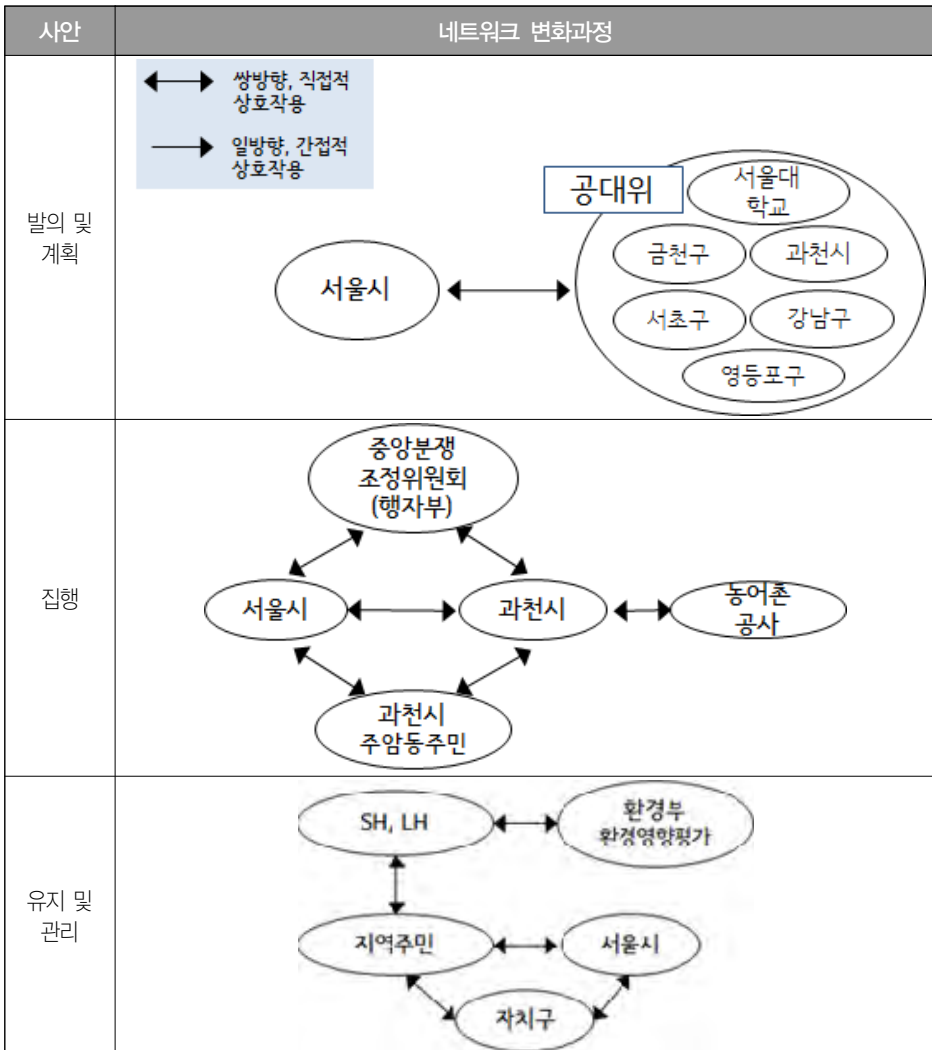 사안
네트워크 변화과정
쌍방향, 직접적
상호작용
일방향, 간접적
상호작용
발의 및
계획
서울시
공대위
서울대
학교
금천구
과천시
서초구
강남구
영등포구
집행
중앙분쟁
조정위원회
(행자부)
서울시
과천시
농어촌
공사
과천시
주암동주민
유지 및
관리
SH, LH
환경부
환경영향평가
지역주민
서울시
자치구